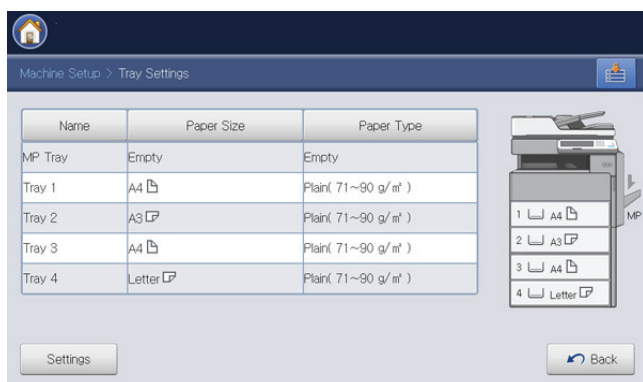 Machine Setup > Tray Settings
Name Paper Size Paper Type
MP Tray Empty Empty
Tray 1 A4 Plain( 71~90 g/㎡ )
Tray 2 A3 Plain( 71~90 g/㎡ )
Tray 3 A4 Plain( 71~90 g/㎡ )
Tray 4 Letter Plain( 71~90 g/㎡ )
1 A4
MP
2 A3
3 A4
4 Letter
Settings
Back